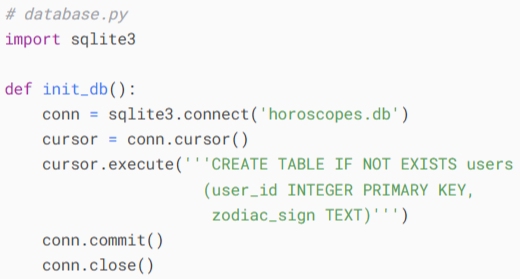 # database.py
import sqlite3

def init_db():
    conn = sqlite3.connect('horoscopes.db')
    cursor = conn.cursor()
    cursor.execute('''CREATE TABLE IF NOT EXISTS users
                    (user_id INTEGER PRIMARY KEY,
                     zodiac_sign TEXT)''')
    conn.commit()
    conn.close()